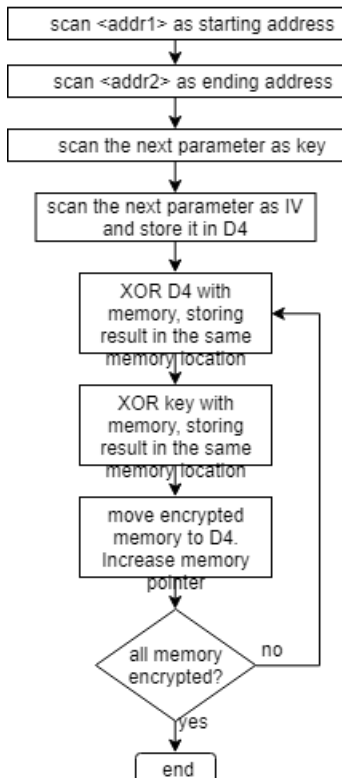 scan <addr1> as starting address
scan <addr2> as ending address
scan the next parameter as key
scan the next parameter as IV
and store it in D4
XOR D4 with
memory, storing
result in the same
memory location
XOR key with
memory, storing
result in the same
memory location
move encrypted
memory to D4.
Increase memory
pointer
all memory
encrypted?
no
yes
end